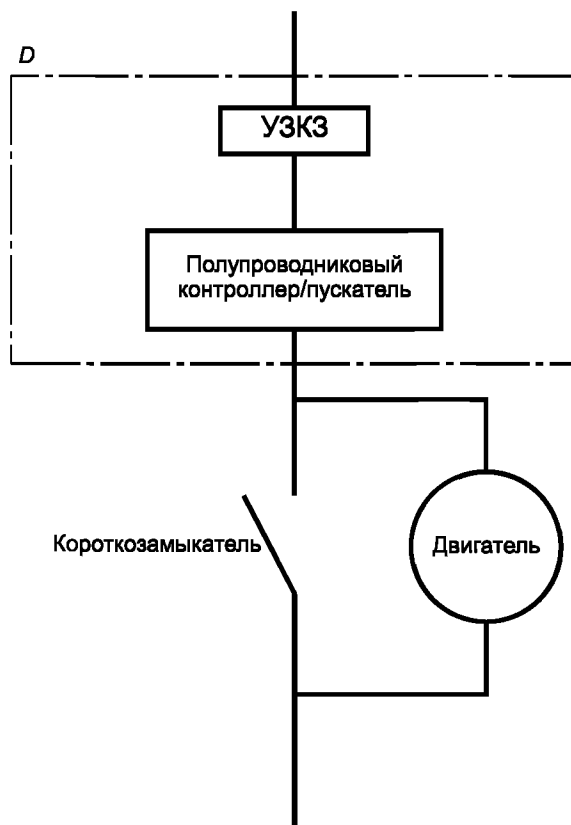 D
УЗКЗ
Полупроводниковый
контроллер/пускатель
Короткозамыкатель
Двигатель